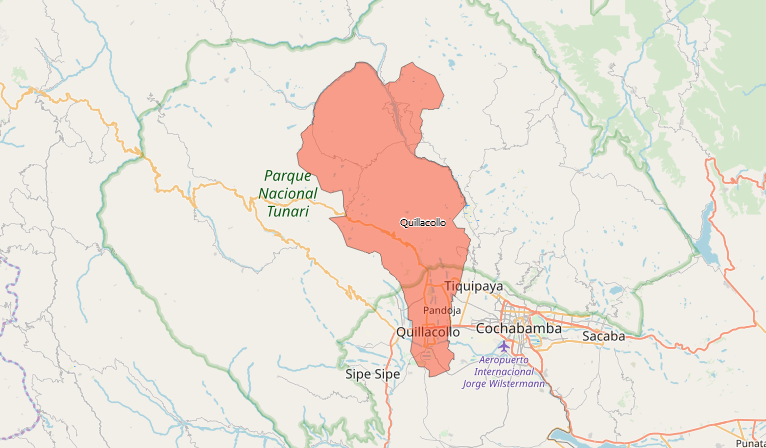 Parque
Nacional
Tunari
Quillacollo
Tiquipaya
Pandoja
Quillacollo
Cochabamba
Sacaba
Sipe Sipe
Aeropuerto
Internacional
Jorge Wilstermann
Punata